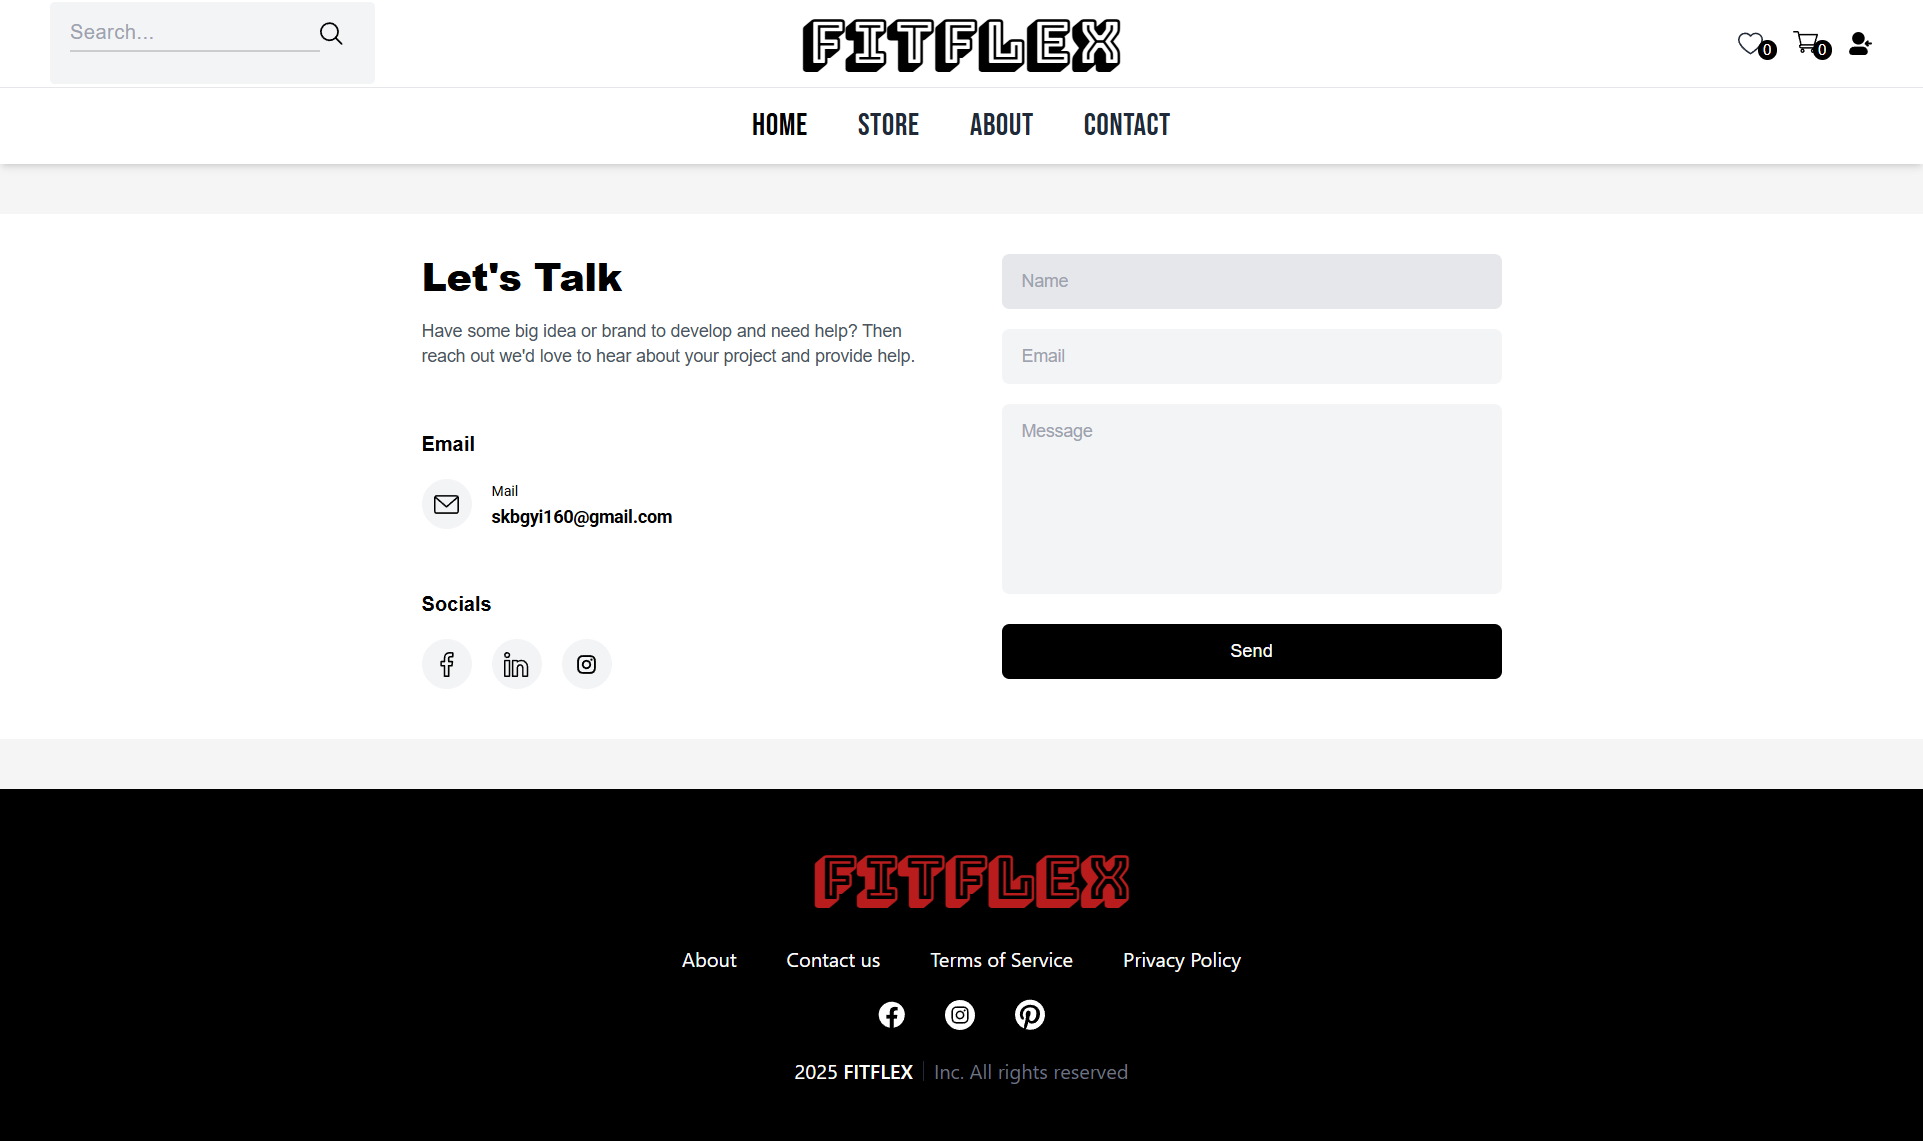 Search...
FITFLEX
0
0
HOME STORE ABOUT CONTACT
Let's Talk
Have some big idea or brand to develop and need help? Then
reach out we'd love to hear about your project and provide help.
Email
Mail
skbgyi160@gmail.com
Socials
Name
Email
Message
Send
FITFLEX
About Contact us Terms of Service Privacy Policy
2025 FITFLEX Inc. All rights reserved